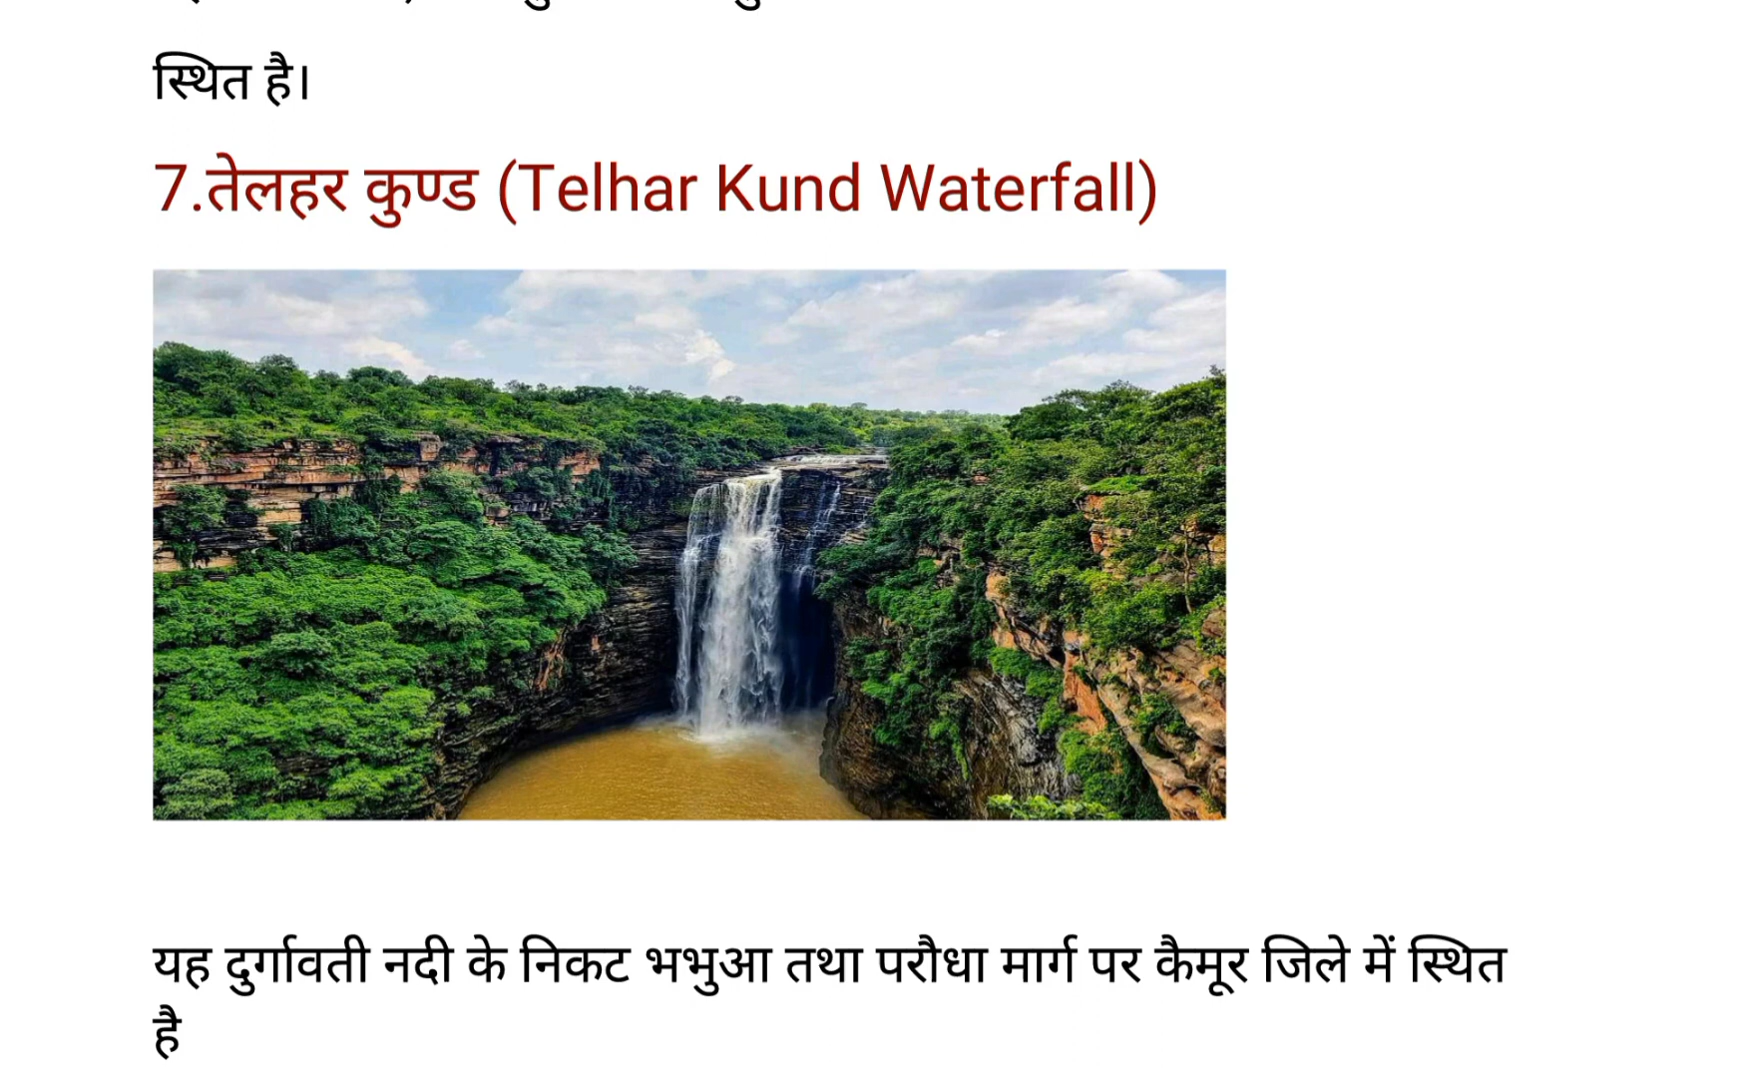 स्थित है।
7.तेलहर कुण्ड (Telhar Kund Waterfall)
यह दुर्गावती नदी के निकट भभुआ तथा परौधा मार्ग पर कैमूर जिले में स्थित
है